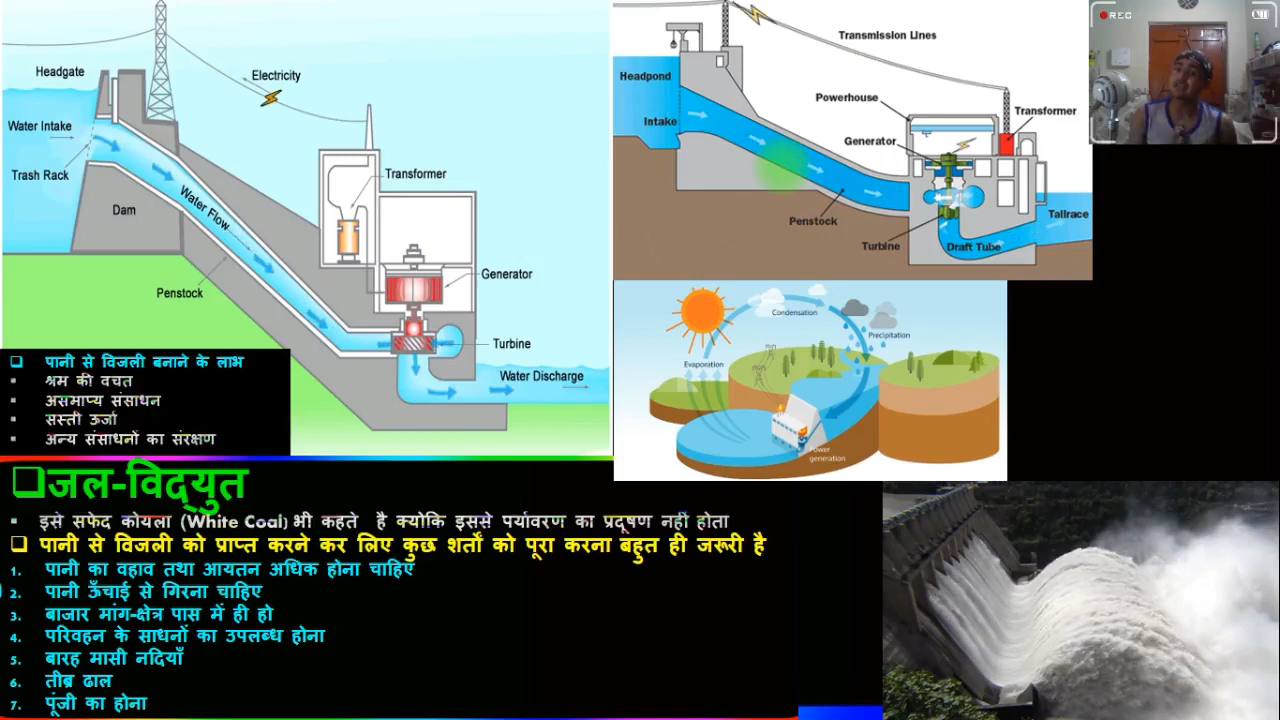 Headgate
Electricity
Water Intake
Trash Rack
Transformer
Water Flow
Dam
Generator
Penstock
Turbine
Water Discharge
Transmission Lines
Headpond
Powerhouse
Transformer
Intake
Generator
Penstock
Tailrace
Turbine
Draft Tube
REC
Condensation
Precipitation
Evaporation
Power
generation
❑ पानी से विजली बनाने के लाभ
▪ श्रम की वचत
▪ असमाप्य संसाधन
▪ सस्ती ऊर्जा
▪ अन्य संसाधनों का संरक्षण
❑जल-विद्युत
▪ इसे सफेद कोयला (White Coal) भी कहते है क्योकि इससे पर्यावरण का प्रदूषण नही होता
❑ पानी से विजली को प्राप्त करने कर लिए कुछ शर्तों को पूरा करना बहुत ही जरूरी है
1. पानी का वहाव तथा आयतन अधिक होना चाहिए
2. पानी ऊँचाई से गिरना चाहिए
3. बाजार मांग-क्षेत्र पास में ही हो
4. परिवहन के साधनों का उपलब्ध होना
5. बारह मासी नदियाँ
6. तीब्र ढाल
7. पूंजी का होना